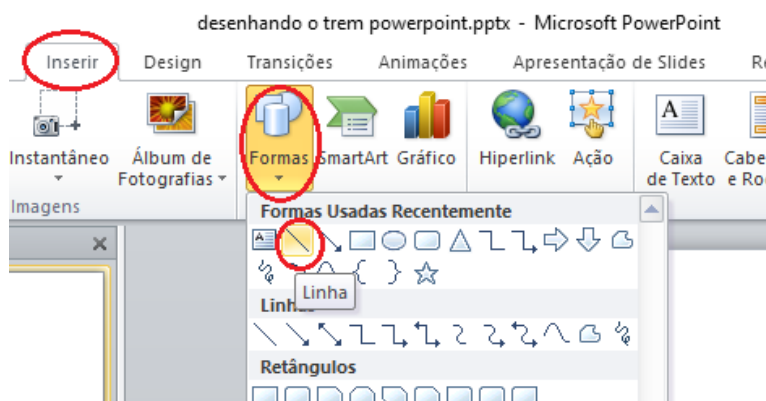 desenhando o trem powerpoint.pptx - Microsoft PowerPoint
Inserir Design Transições Animações Apresentação de Slides
Instantâneo Álbum de Fotografias Formas SmartArt Gráfico Hiperlink Ação Caixa de Texto
Imagens
Formas Usadas Recentemente
Linha
Linhas
Retângulos